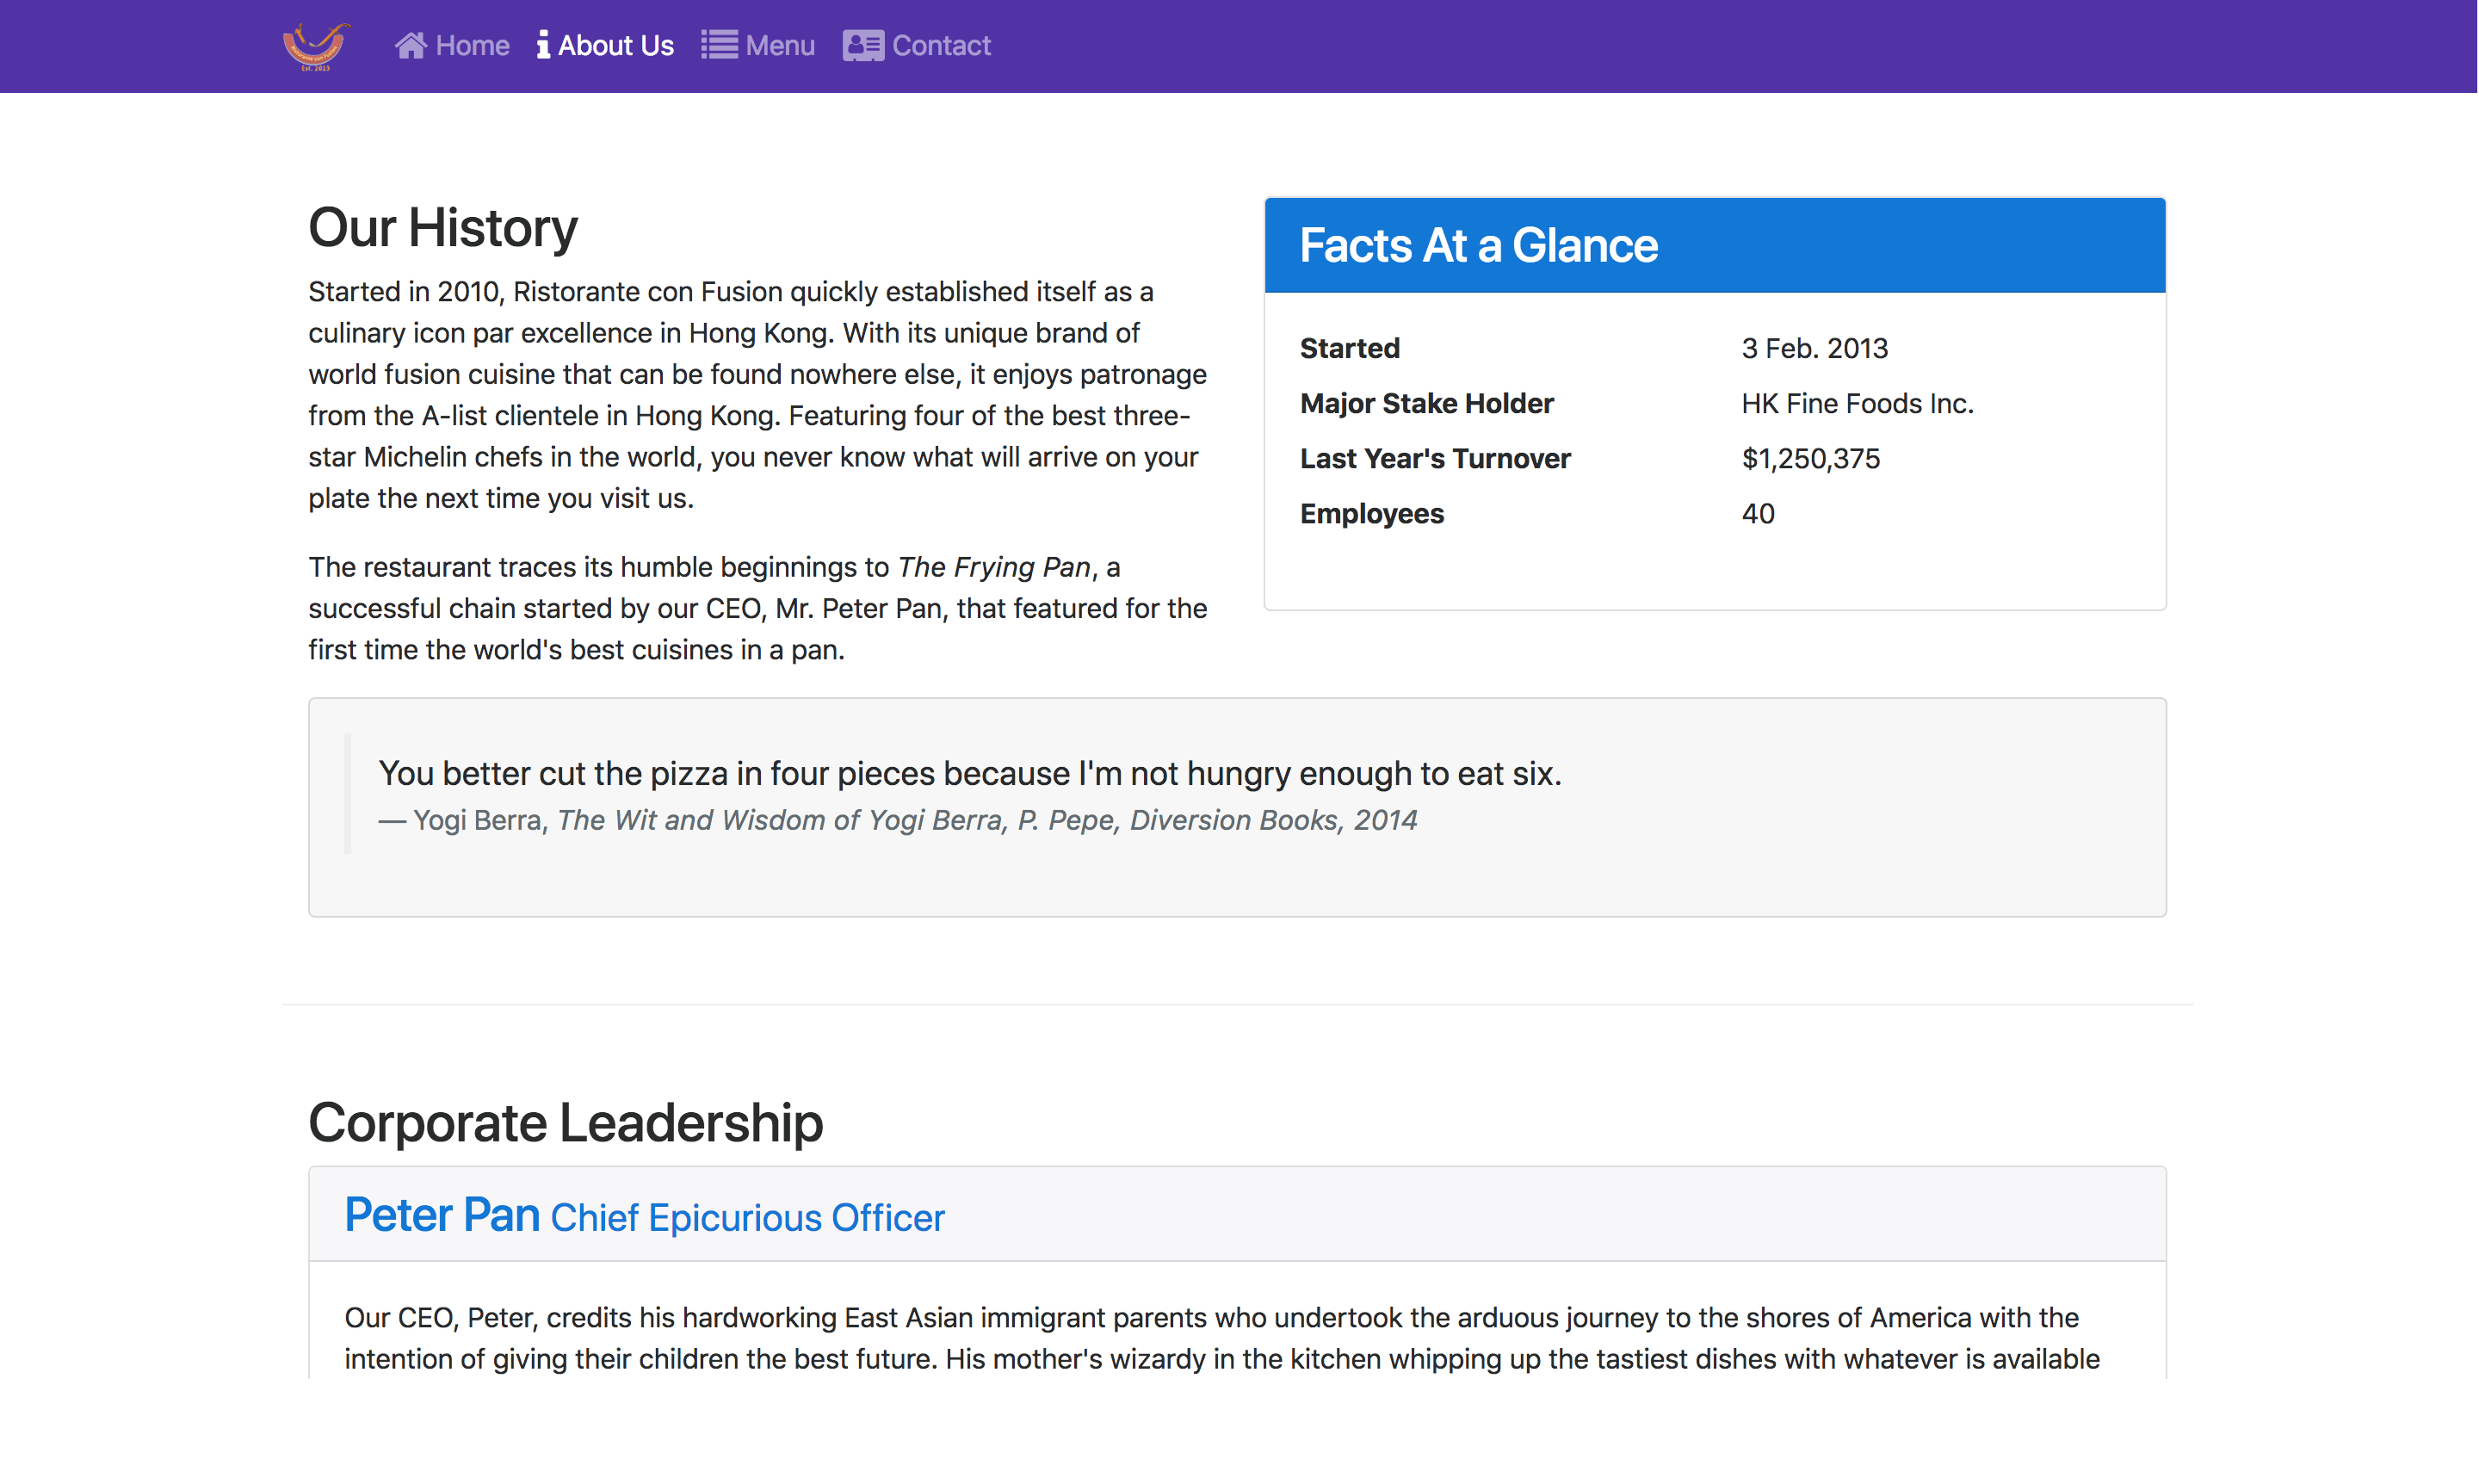 Ristorante con Fusion
Est. 2013
Home About Us Menu Contact
Our History
Started in 2010, Ristorante con Fusion quickly established itself as a
culinary icon par excellence in Hong Kong. With its unique brand of
world fusion cuisine that can be found nowhere else, it enjoys patronage
from the A-list clientele in Hong Kong. Featuring four of the best three-
star Michelin chefs in the world, you never know what will arrive on your
plate the next time you visit us.
The restaurant traces its humble beginnings to The Frying Pan, a
successful chain started by our CEO, Mr. Peter Pan, that featured for the
first time the world's best cuisines in a pan.
Facts At a Glance
Started 3 Feb. 2013
Major Stake Holder HK Fine Foods Inc.
Last Year's Turnover $1,250,375
Employees 40
You better cut the pizza in four pieces because I'm not hungry enough to eat six.
— Yogi Berra, The Wit and Wisdom of Yogi Berra, P. Pepe, Diversion Books, 2014
Corporate Leadership
Peter Pan Chief Epicurious Officer
Our CEO, Peter, credits his hardworking East Asian immigrant parents who undertook the arduous journey to the shores of America with the
intention of giving their children the best future. His mother's wizardy in the kitchen whipping up the tastiest dishes with whatever is available